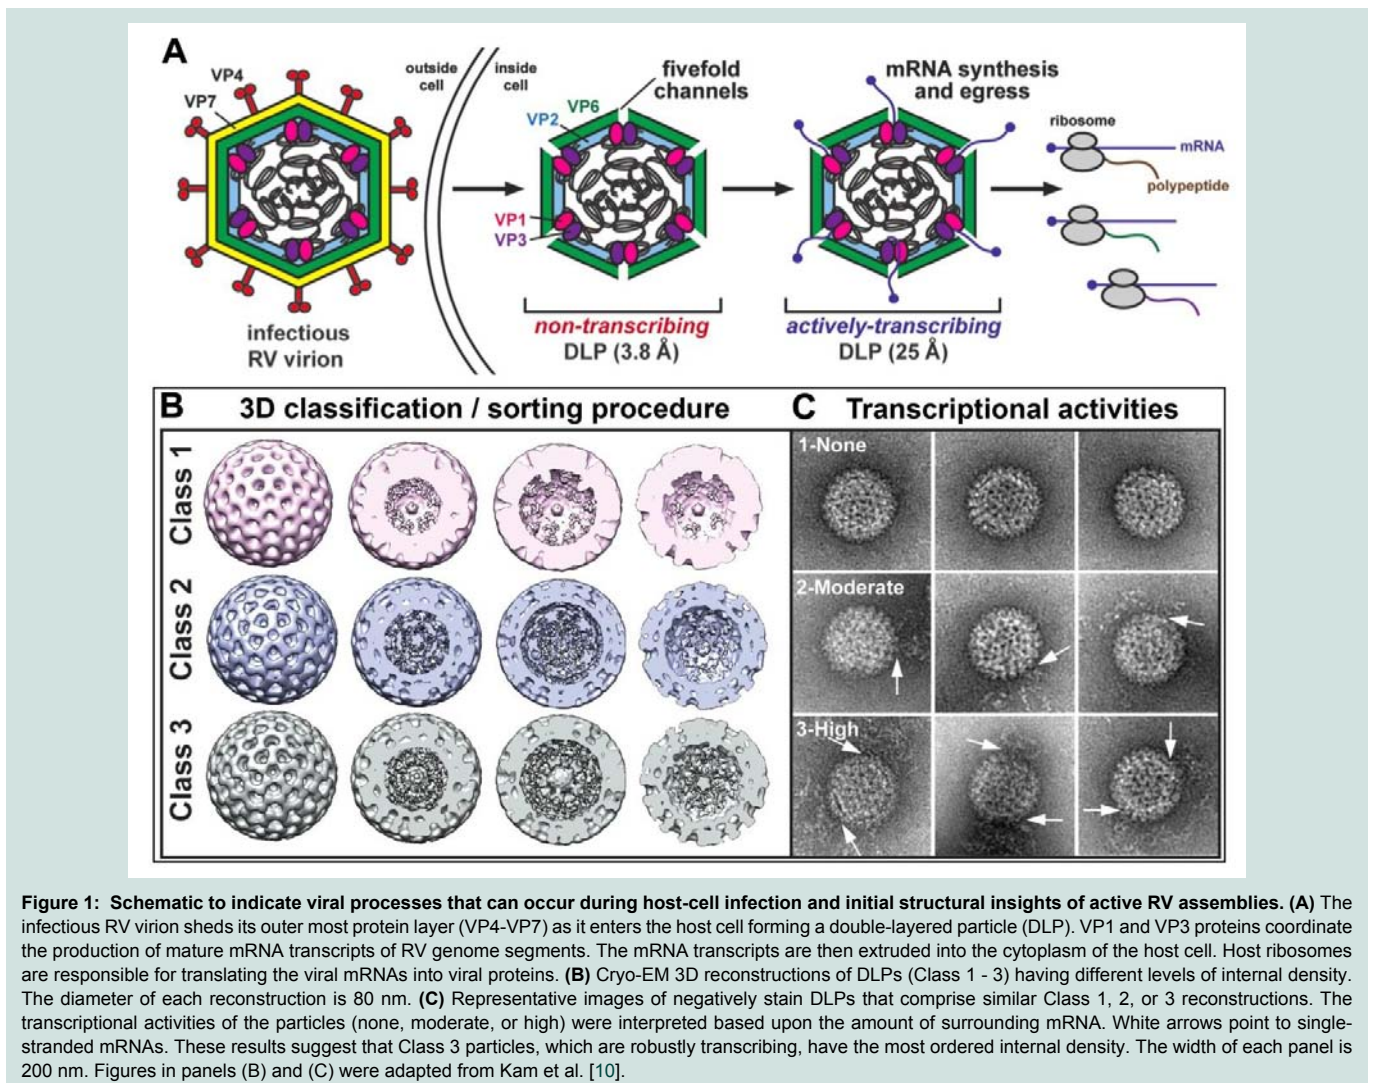 A
VP4
VP7
outside
cell
inside
cell
fivefold
channels
VP6
VP2
VP1
VP3
mRNA synthesis
and egress
ribosome
mRNA
polypeptide
infectious
RV virion
non-transcribing
DLP (3.8 Å)
actively-transcribing
DLP (25 Å)
B
3D classification / sorting procedure
Class 1
Class 2
Class 3
C
Transcriptional activities
1-None
2-Moderate
3-High
Figure 1: Schematic to indicate viral processes that can occur during host-cell infection and initial structural insights of active RV assemblies. (A) The
infectious RV virion sheds its outer most protein layer (VP4-VP7) as it enters the host cell forming a double-layered particle (DLP). VP1 and VP3 proteins coordinate
the production of mature mRNA transcripts of RV genome segments. The mRNA transcripts are then extruded into the cytoplasm of the host cell. Host ribosomes
are responsible for translating the viral mRNAs into viral proteins. (B) Cryo-EM 3D reconstructions of DLPs (Class 1 - 3) having different levels of internal density.
The diameter of each reconstruction is 80 nm. (C) Representative images of negatively stain DLPs that comprise similar Class 1, 2, or 3 reconstructions. The
transcriptional activities of the particles (none, moderate, or high) were interpreted based upon the amount of surrounding mRNA. White arrows point to single-
stranded mRNAs. These results suggest that Class 3 particles, which are robustly transcribing, have the most ordered internal density. The width of each panel is
200 nm. Figures in panels (B) and (C) were adapted from Kam et al. [10].